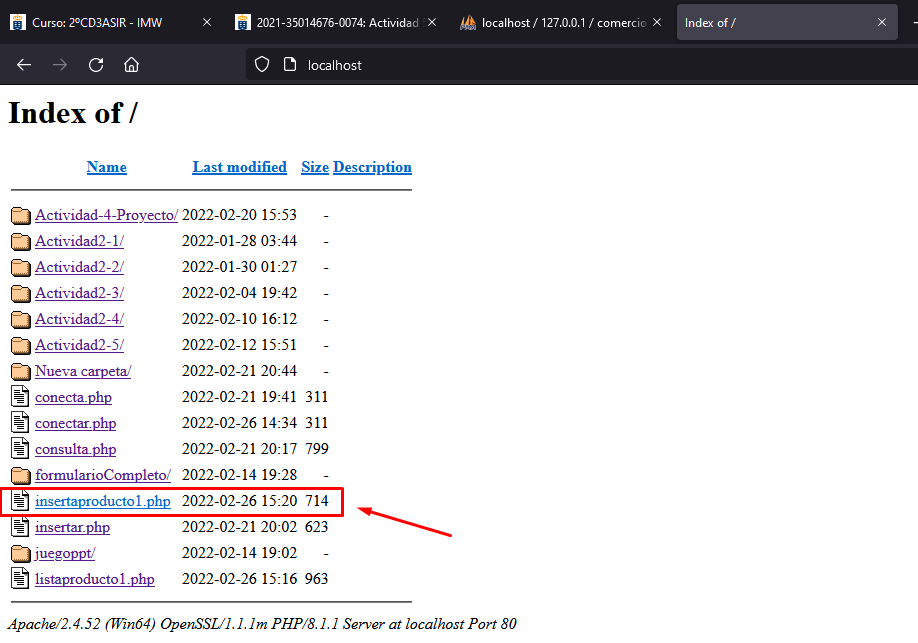 Curso: 2ºCD3ASIR - IMW
2021-35014676-0074: Actividad
localhost / 127.0.0.1 / comercio
Index of /
localhost
Index of /
Name Last modified Size Description
Actividad-4-Proyecto/ 2022-02-20 15:53 -
Actividad2-1/ 2022-01-28 03:44 -
Actividad2-2/ 2022-01-30 01:27 -
Actividad2-3/ 2022-02-04 19:42 -
Actividad2-4/ 2022-02-10 16:12 -
Actividad2-5/ 2022-02-12 15:51 -
Nueva carpeta/ 2022-02-21 20:44 -
conecta.php 2022-02-21 19:41 311
conectar.php 2022-02-26 14:34 311
consulta.php 2022-02-21 20:17 799
formularioCompleto/ 2022-02-14 19:28 -
insertaproducto1.php 2022-02-26 15:20 714
insertar.php 2022-02-21 20:02 623
juegoppt/ 2022-02-14 19:02 -
listaproducto1.php 2022-02-26 15:16 963
Apache/2.4.52 (Win64) OpenSSL/1.1.1m PHP/8.1.1 Server at localhost Port 80